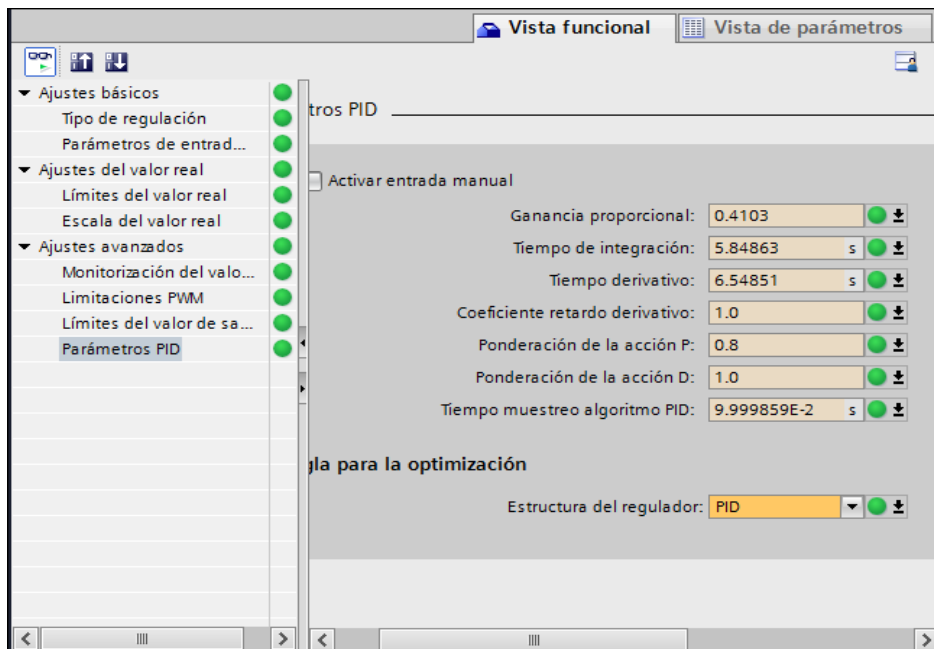 Vista funcional
Vista de parámetros
Ajustes básicos
Tipo de regulación
Parámetros de entrad...
Ajustes del valor real
Límites del valor real
Escala del valor real
Ajustes avanzados
Monitorización del valo...
Limitaciones PWM
Límites del valor de sa...
Parámetros PID
tros PID
Activar entrada manual
Ganancia proporcional: 0.4103
Tiempo de integración: 5.84863 s
Tiempo derivativo: 6.54851 s
Coeficiente retardo derivativo: 1.0
Ponderación de la acción P: 0.8
Ponderación de la acción D: 1.0
Tiempo muestreo algoritmo PID: 9.999859E-2 s
gla para la optimización
Estructura del regulador: PID